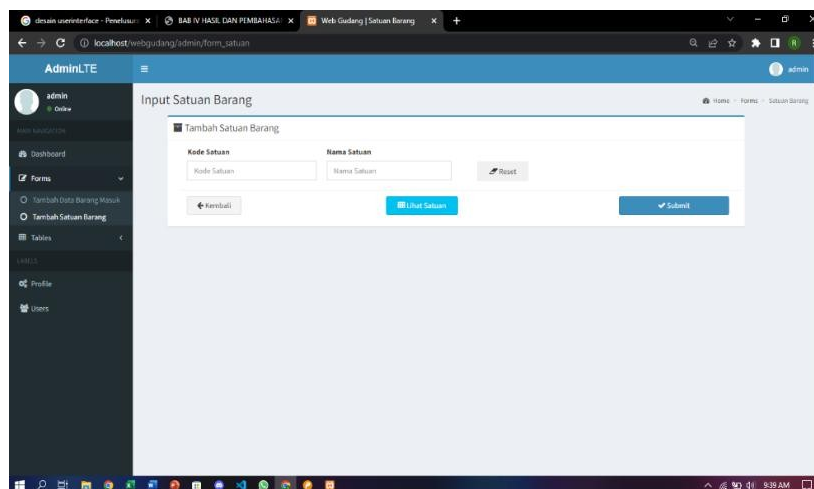 desain userinterface - Penelusur
BAB IV HASIL DAN PEMBAHASA
Web Gudang | Satuan Barang
localhost/webgudang/admin/form_satuan
AdminLTE
admin
admin
Online
Input Satuan Barang
Home
Forms
Satuan Barang
MAIN NAVIGATION
Dashboard
Forms
Tambah Data Barang Masuk
Tambah Satuan Barang
Tables
LABELS
Profile
Users
Tambah Satuan Barang
Kode Satuan
Nama Satuan
Kode Satuan
Nama Satuan
Reset
Kembali
Lihat Satuan
Submit
9:39 AM